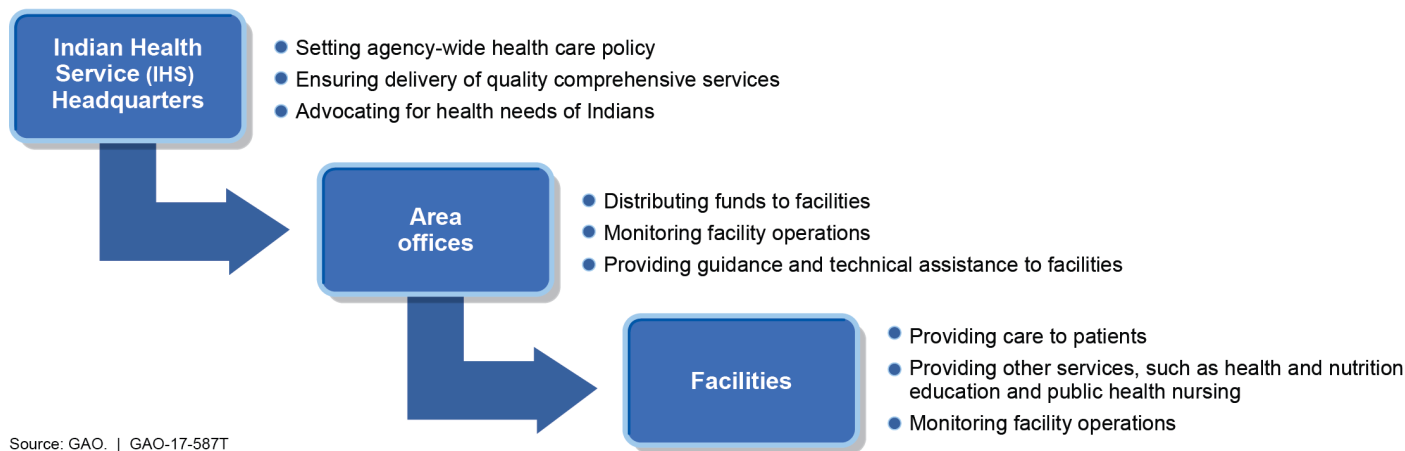 Indian Health
Service (IHS)
Headquarters
Setting agency-wide health care policy
Ensuring delivery of quality comprehensive services
Advocating for health needs of Indians
Area
offices
Distributing funds to facilities
Monitoring facility operations
Providing guidance and technical assistance to facilities
Facilities
Providing care to patients
Providing other services, such as health and nutrition
education and public health nursing
Monitoring facility operations
Source: GAO. | GAO-17-587T